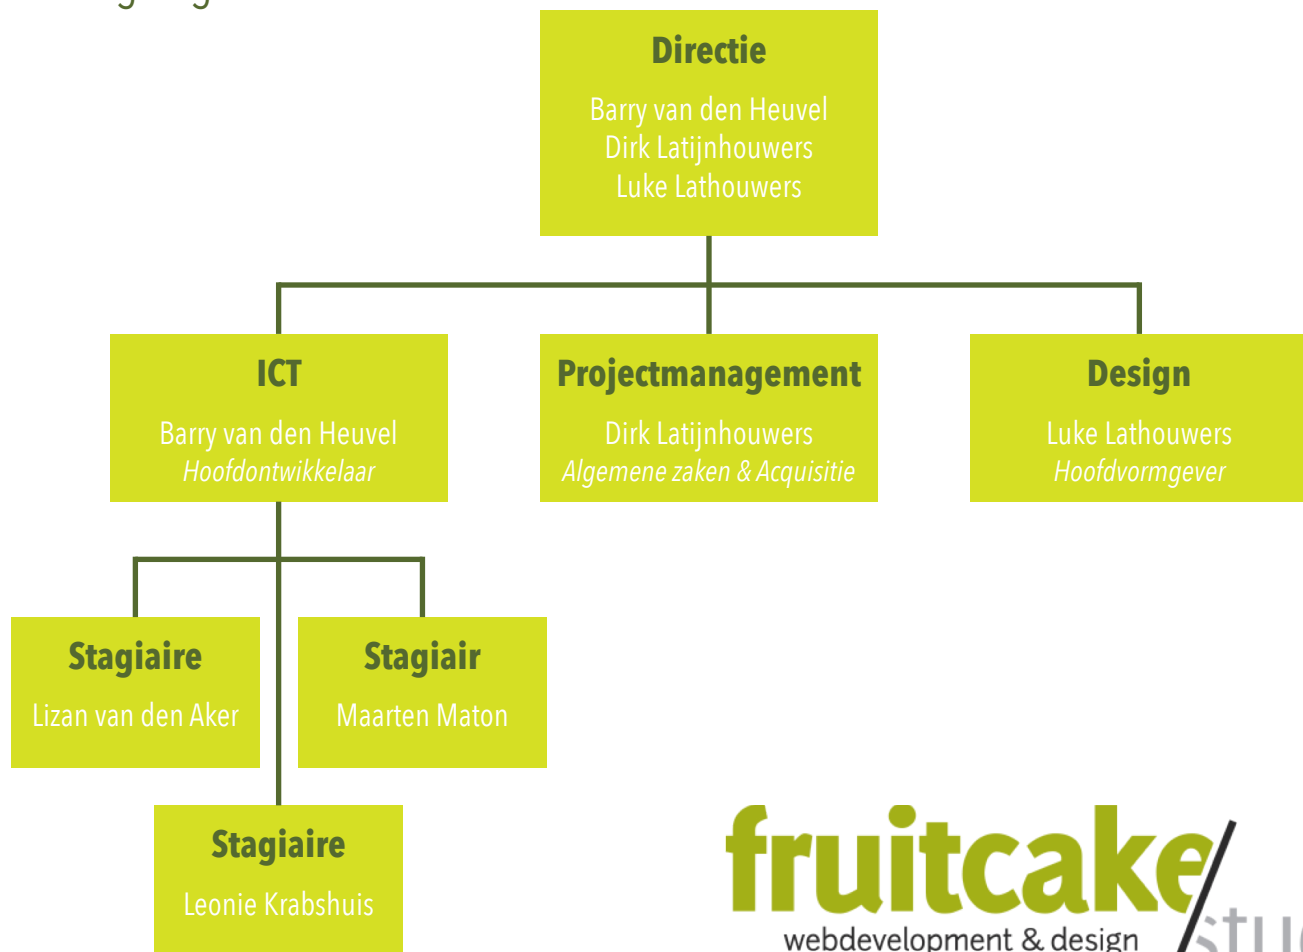 Directie
Barry van den Heuvel
Dirk Latijnhouwers
Luke Lathouwers
ICT
Barry van den Heuvel
Hoofdontwikkelaar
Projectmanagement
Dirk Latijnhouwers
Algemene zaken & Acquisitie
Design
Luke Lathouwers
Hoofdvormgever
Stagiaire
Lizan van den Aker
Stagiair
Maarten Maton
Stagiaire
Leonie Krabshuis
fruitcake
webdevelopment & design